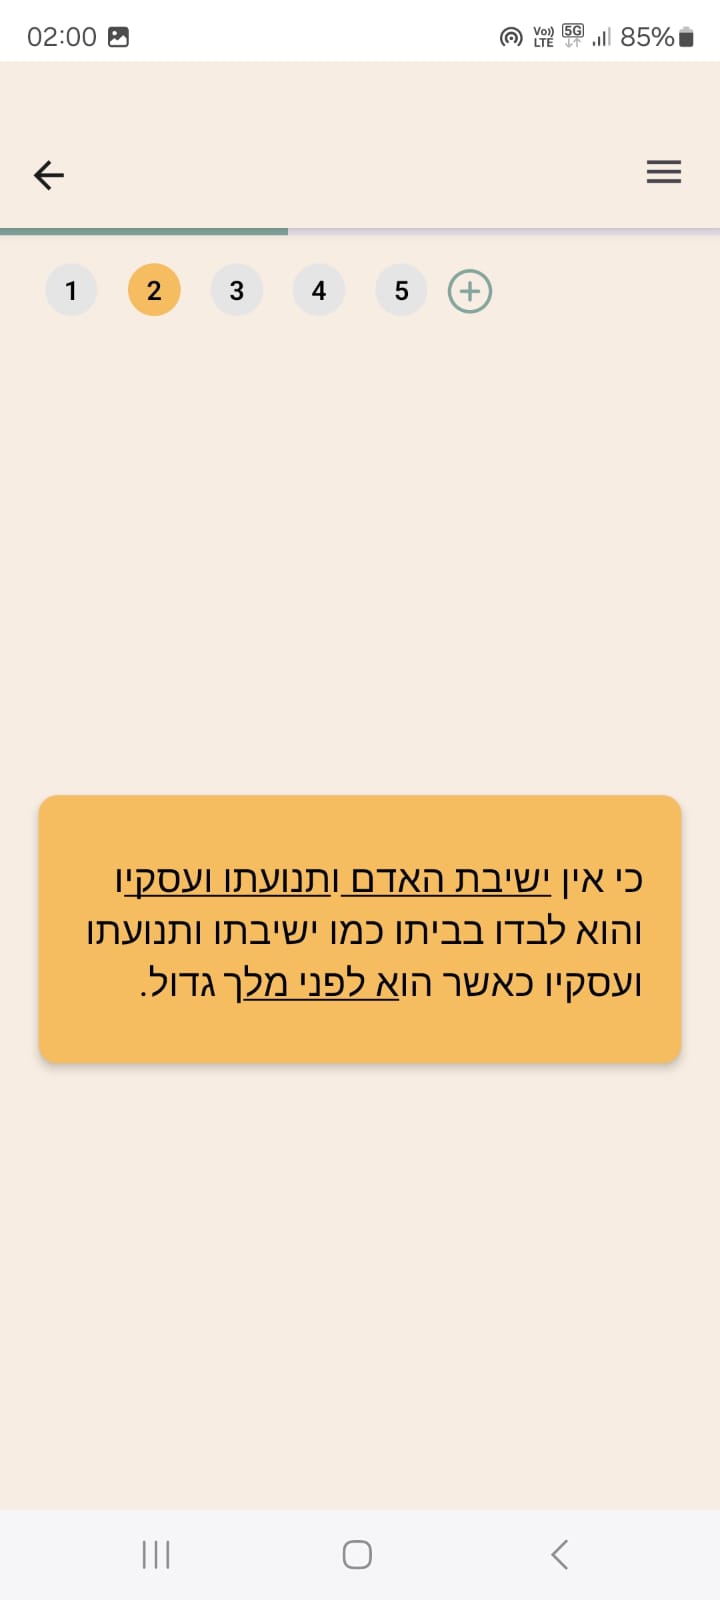 02:00
Vo)) LTE 5G 85%
1 2 3 4 5 +
כי אין ישיבת האדם ותנועתו ועסקיו
והוא לבדו בביתו כמו ישיבתו ותנועתו
ועסקיו כאשר הוא לפני מלך גדול.